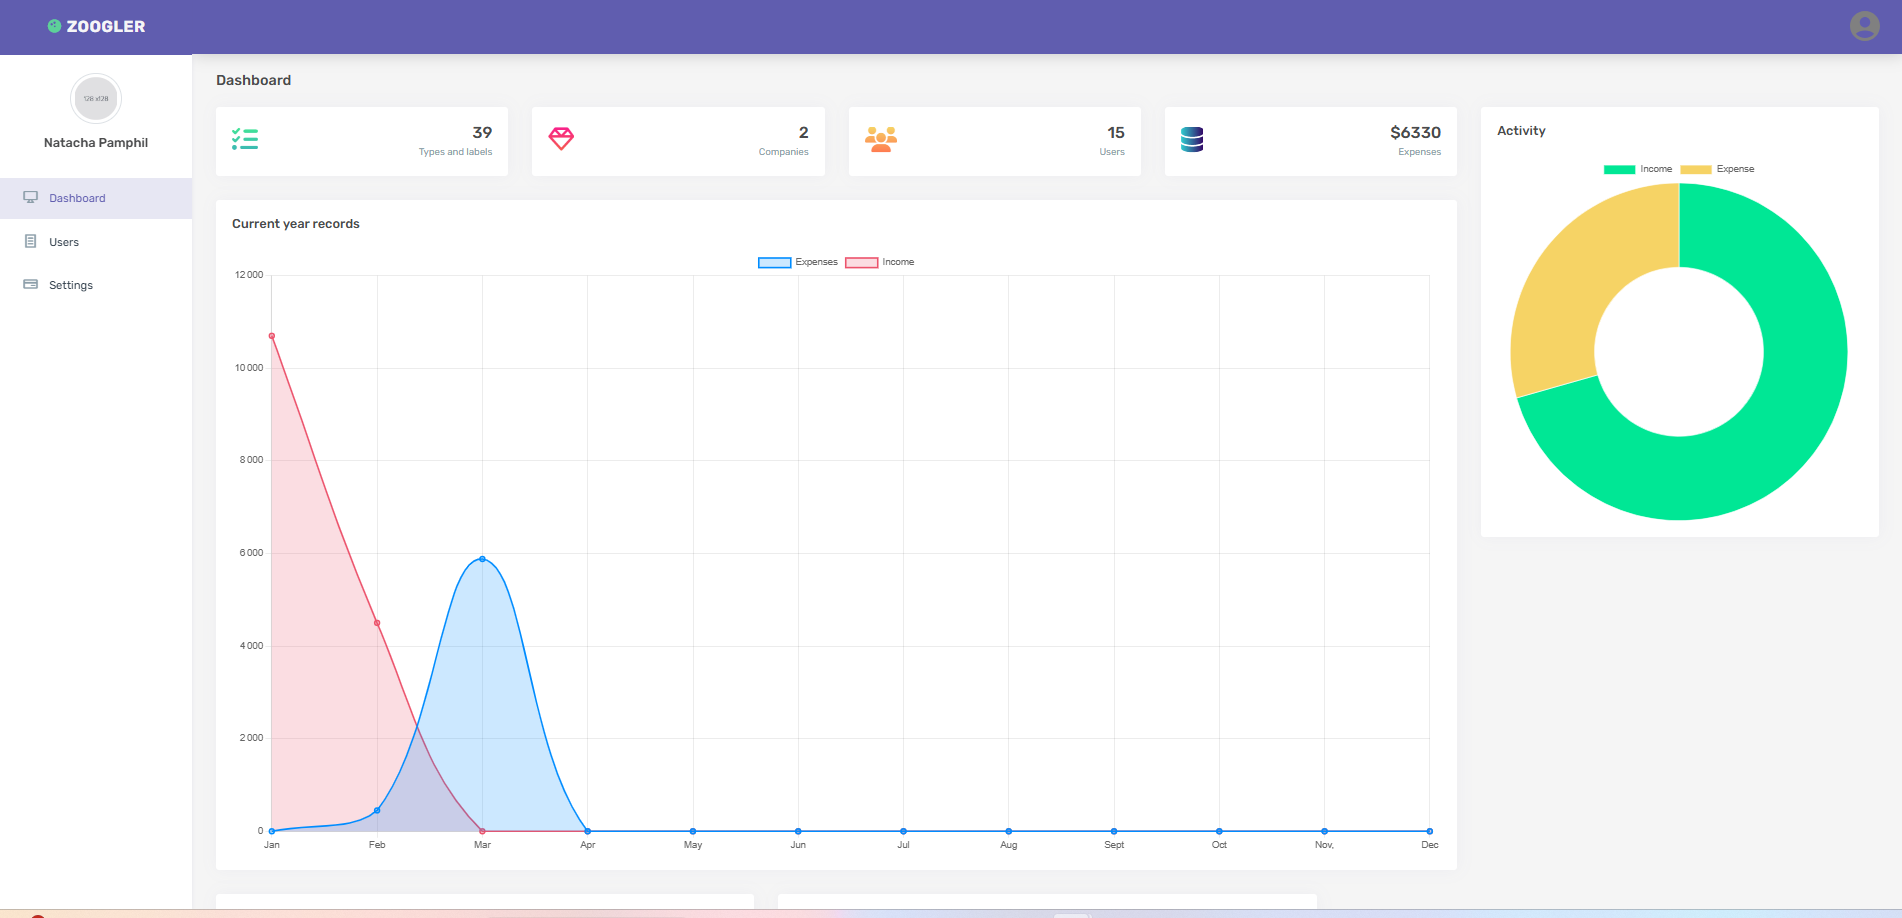 ZOOGLER
128 x128
Natacha Pamphil
Dashboard
Users
Settings
Dashboard
39
Types and labels
2
Companies
15
Users
$6330
Expenses
Current year records
Expenses Income
12 000
10 000
8 000
6 000
4 000
2 000
0
Jan Feb Mar Apr May Jun Jul Aug Sept Oct Nov, Dec
Activity
Income Expense